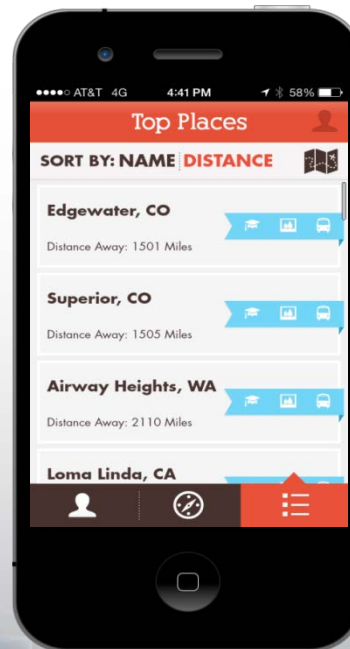 AT&T 4G 4:41 PM 58%
Top Places
SORT BY: NAME DISTANCE
Edgewater, CO
Distance Away: 1501 Miles
Superior, CO
Distance Away: 1505 Miles
Airway Heights, WA
Distance Away: 2110 Miles
Loma Linda, CA